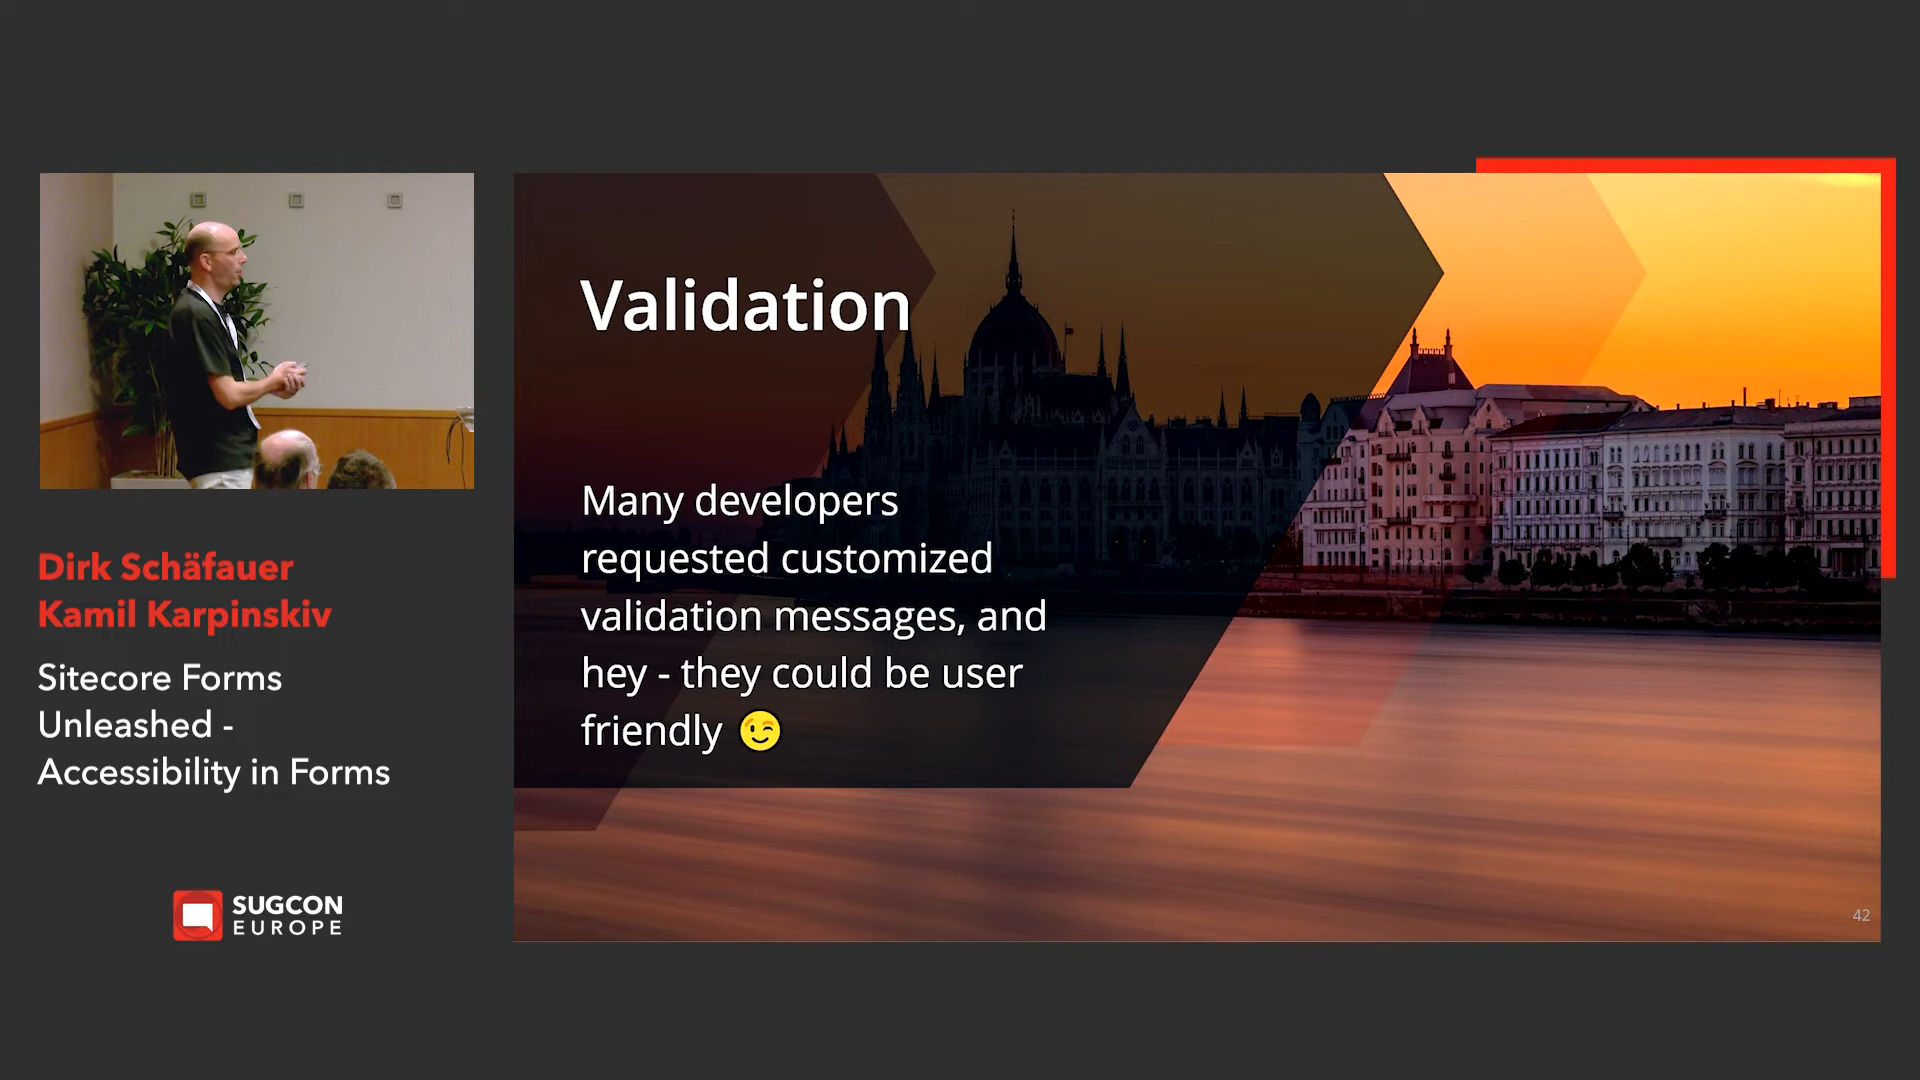 Validation
Many developers
requested customized
validation messages, and
hey - they could be user
friendly 😉
42
Dirk Schäfauer
Kamil Karpinskiv
Sitecore Forms
Unleashed -
Accessibility in Forms
SUGCON
EUROPE